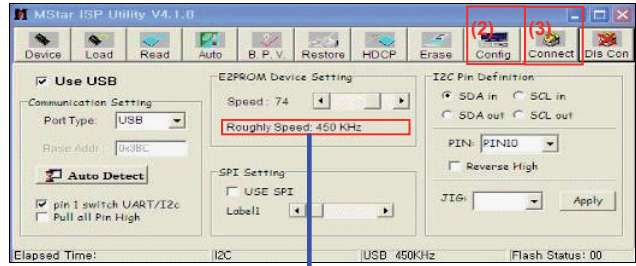 MStar ISP Utility V4.1.0
(2) (3)
Device Load Read Auto B.P.V. Restore HDCP Erase Config Connect Dis Con
Use USB
Communication Setting
Port Type: USB
Base Addr: 0x38C
Auto Detect
pin 1 switch UART/I2c
Pull all Pin High
E2PROM Device Setting
Speed: 74
Roughly Speed: 450 KHz
SPI Setting
USE SPI
Label1
I2C Pin Definition
SDA in SCL in
SDA out SCL out
PIN: PIN10
Reverse High
JIG: Apply
Elapsed Time: I2C USB 450KHz Flash Status: 00